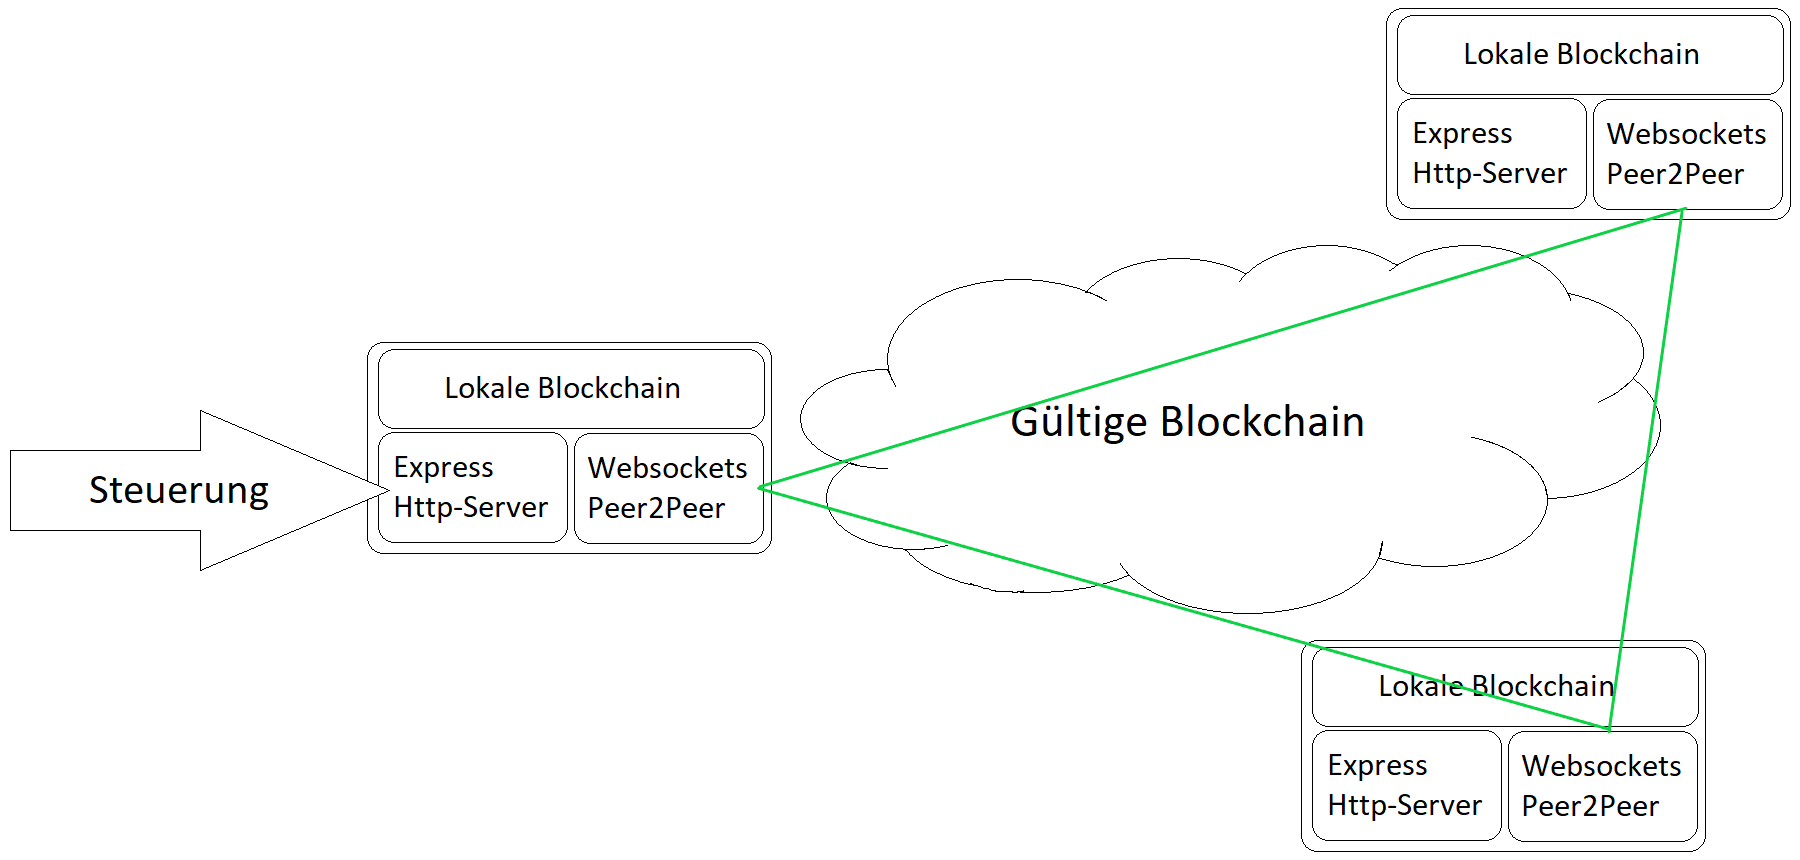 Lokale Blockchain
Express
Http-Server
Websockets
Peer2Peer
Steuerung
Lokale Blockchain
Express
Http-Server
Websockets
Peer2Peer
Gültige Blockchain
Lokale Blockchain
Express
Http-Server
Websockets
Peer2Peer